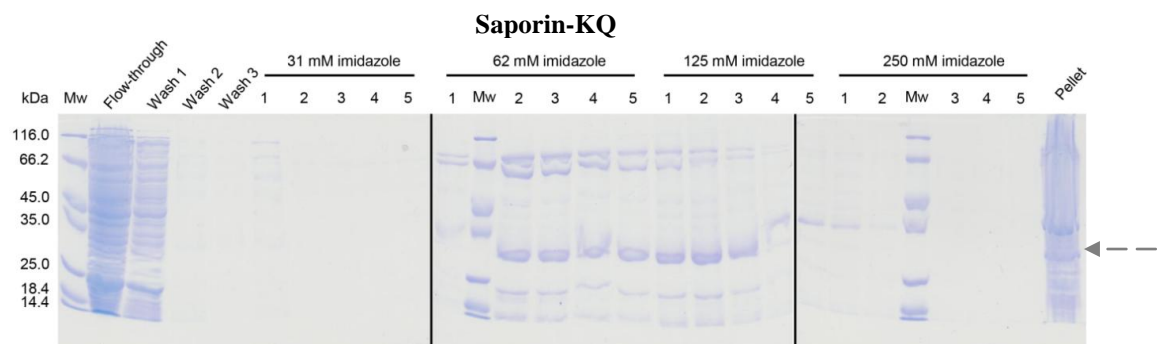 Saporin-KQ
31 mM imidazole 62 mM imidazole 125 mM imidazole 250 mM imidazole
kDa Mw Flow-through Wash 1 Wash 2 Wash 3 1 2 3 4 5 1 Mw 2 3 4 5 1 2 3 4 5 1 2 Mw 3 4 5 Pellet
116.0
66.2
45.0
35.0
25.0
18.4
14.4